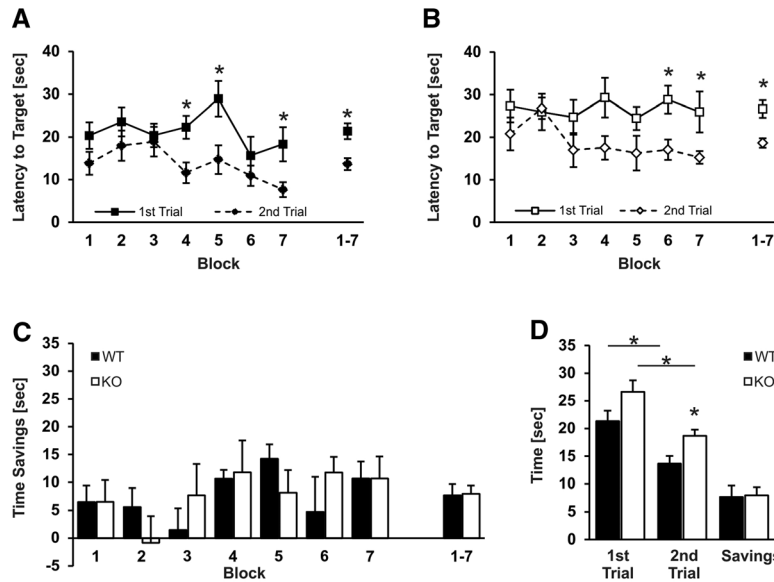 A
Latency to Target [sec]
40
30
20
10
0
* * * *
1st Trial 2nd Trial
1 2 3 4 5 6 7 1-7
Block
B
Latency to Target [sec]
40
30
20
10
0
* * *
1st Trial 2nd Trial
1 2 3 4 5 6 7 1-7
Block
C
Time Savings [sec]
35
30
25
20
15
10
5
0
-5
WT
KO
1 2 3 4 5 6 7 1-7
Block
D
Time [sec]
35
30
25
20
15
10
5
0
WT
KO
*
*
*
1st Trial
2nd Trial
Savings